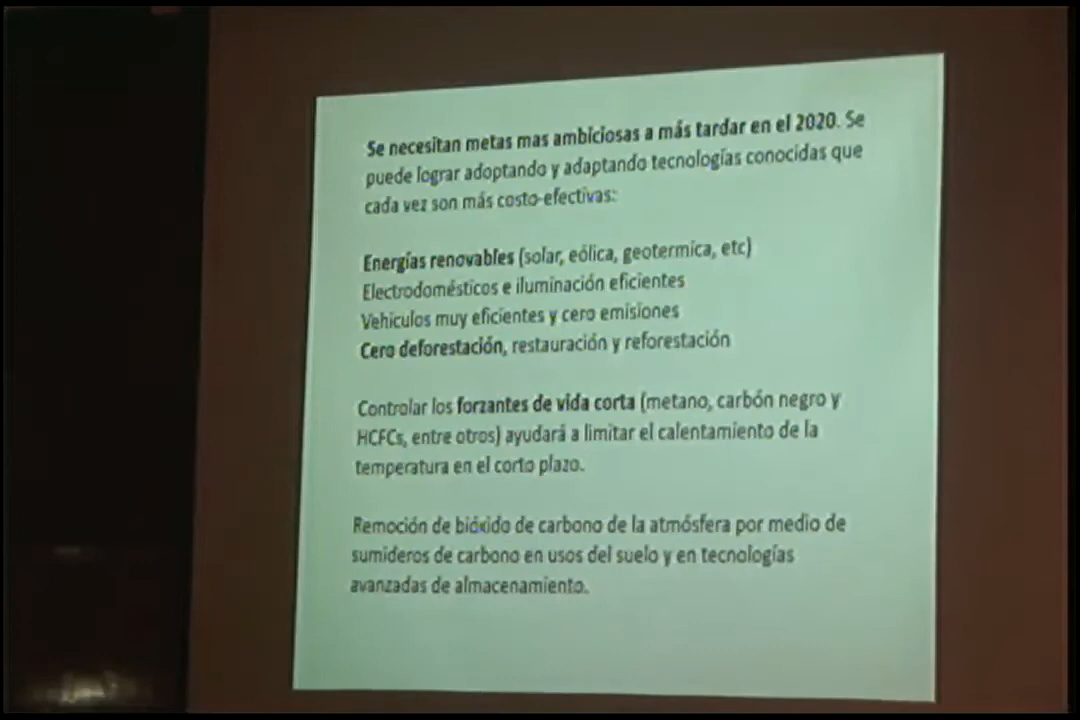 Se necesitan metas mas ambiciosas a más tardar en el 2020. Se
puede lograr adoptando y adaptando tecnologías conocidas que
cada vez son más costo-efectivas:
Energías renovables (solar, eólica, geotermica, etc)
Electrodomésticos e iluminación eficientes
Vehículos muy eficientes y cero emisiones
Cero deforestación, restauración y reforestación
Controlar los forzantes de vida corta (metano, carbón negro y
HCFCs, entre otros) ayudará a limitar el calentamiento de la
temperatura en el corto plazo.
Remoción de bióxido de carbono de la atmósfera por medio de
sumideros de carbono en usos del suelo y en tecnologías
avanzadas de almacenamiento.